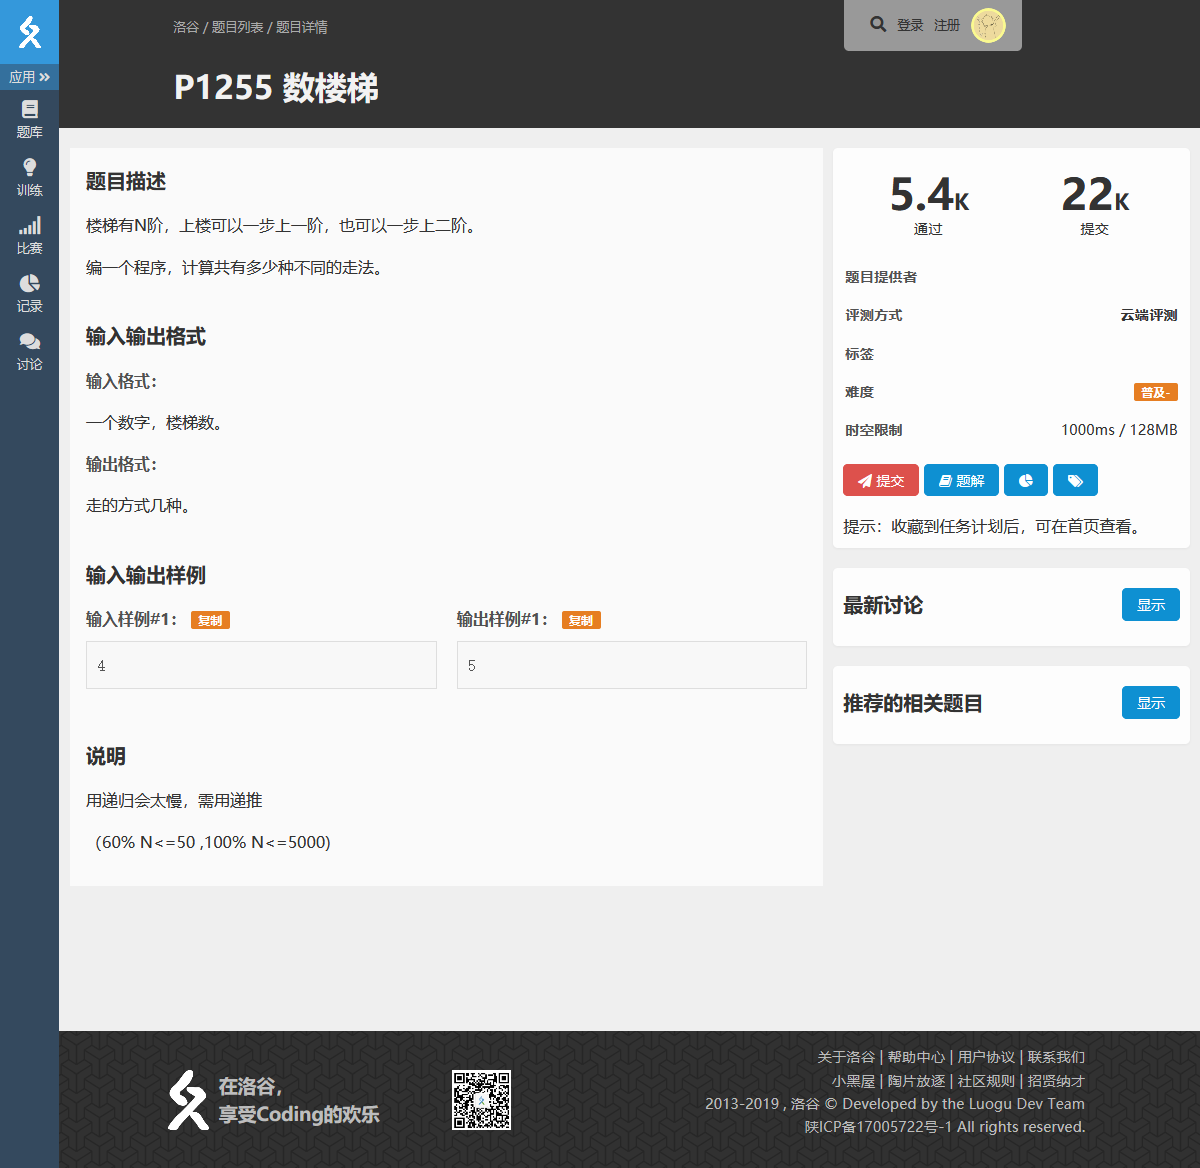 应用
题库
训练
比赛
记录
讨论
洛谷 / 题目列表 / 题目详情
登录 注册
P1255 数楼梯
题目描述
楼梯有N阶，上楼可以一步上一阶，也可以一步上二阶。
编一个程序，计算共有多少种不同的走法。
输入输出格式
输入格式：
一个数字，楼梯数。
输出格式：
走的方式几种。
输入输出样例
输入样例#1： 复制
4
输出样例#1： 复制
5
说明
用递归会太慢，需用递推
（60% N<=50 ,100% N<=5000)
5.4K
通过
22K
提交
题目提供者
评测方式 云端评测
标签
难度 普及-
时空限制 1000ms / 128MB
提交 题解
提示：收藏到任务计划后，可在首页查看。
最新讨论 显示
推荐的相关题目 显示
在洛谷，
享受Coding的欢乐
关于洛谷 | 帮助中心 | 用户协议 | 联系我们
小黑屋 | 陶片放逐 | 社区规则 | 招贤纳才
2013-2019 , 洛谷 © Developed by the Luogu Dev Team
陕ICP备17005722号-1 All rights reserved.